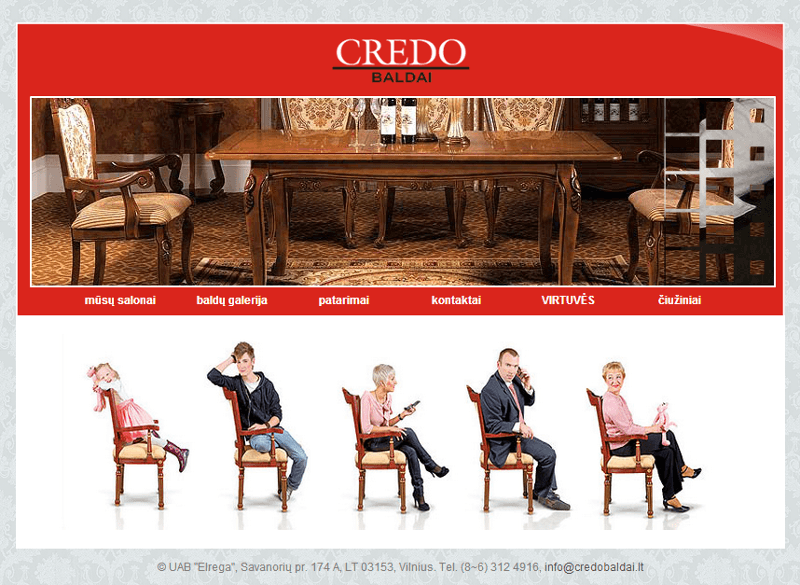 CREDO
BALDAI
mūsų salonai baldų galerija patarimai kontaktai VIRTUVĖS čiužiniai
© UAB "Elrega", Savanorių pr. 174 A, LT 03153, Vilnius. Tel. (8~6) 312 4916, info@credobaldai.lt